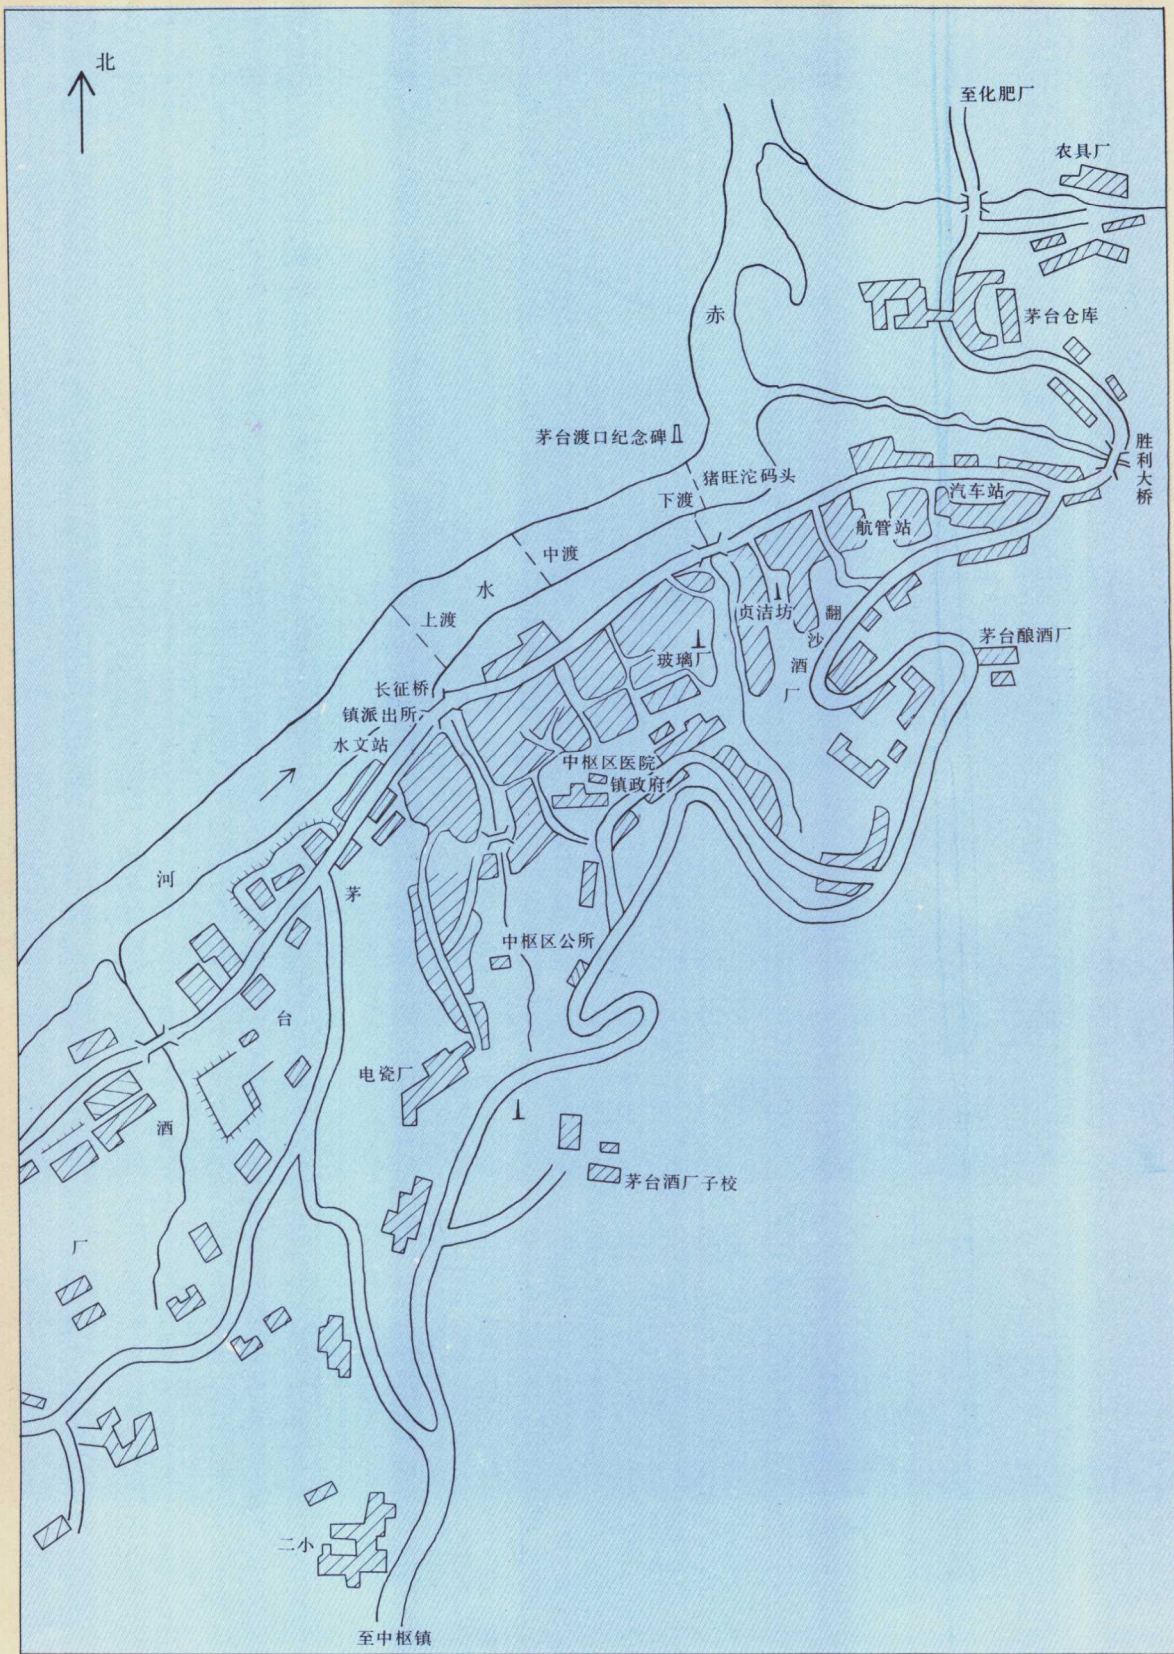 北
至化肥厂
农具厂
茅台仓库
赤水河
茅台渡口纪念碑
胜利大桥
猪旺沱码头
下渡
汽车站
航管站
中渡
上渡
贞洁坊
翻沙酒厂
茅台酿酒厂
玻璃厂
长征桥
镇派出所
水文站
中枢区医院
镇政府
茅台酒厂
中枢区公所
电瓷厂
茅台酒厂子校
二小
至中枢镇